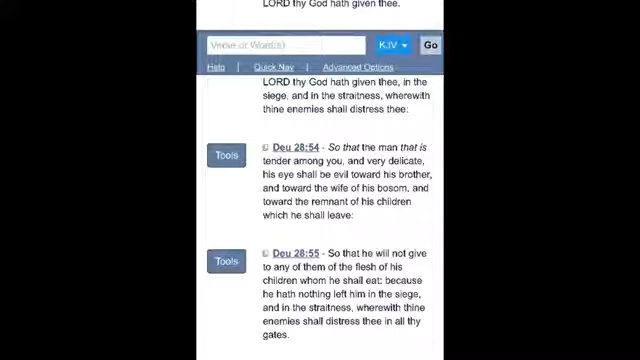 LORD thy God hath given thee.
Verse or Word(s)
KJV
Go
Help | Quick Nav | Advanced Options
LORD thy God hath given thee, in the
siege, and in the straitness, wherewith
thine enemies shall distress thee:
Tools
Deu 28:54 - So that the man that is
tender among you, and very delicate,
his eye shall be evil toward his brother,
and toward the wife of his bosom, and
toward the remnant of his children
which he shall leave:
Tools
Deu 28:55 - So that he will not give
to any of them of the flesh of his
children whom he shall eat: because
he hath nothing left him in the siege,
and in the straitness, wherewith thine
enemies shall distress thee in all thy
gates.